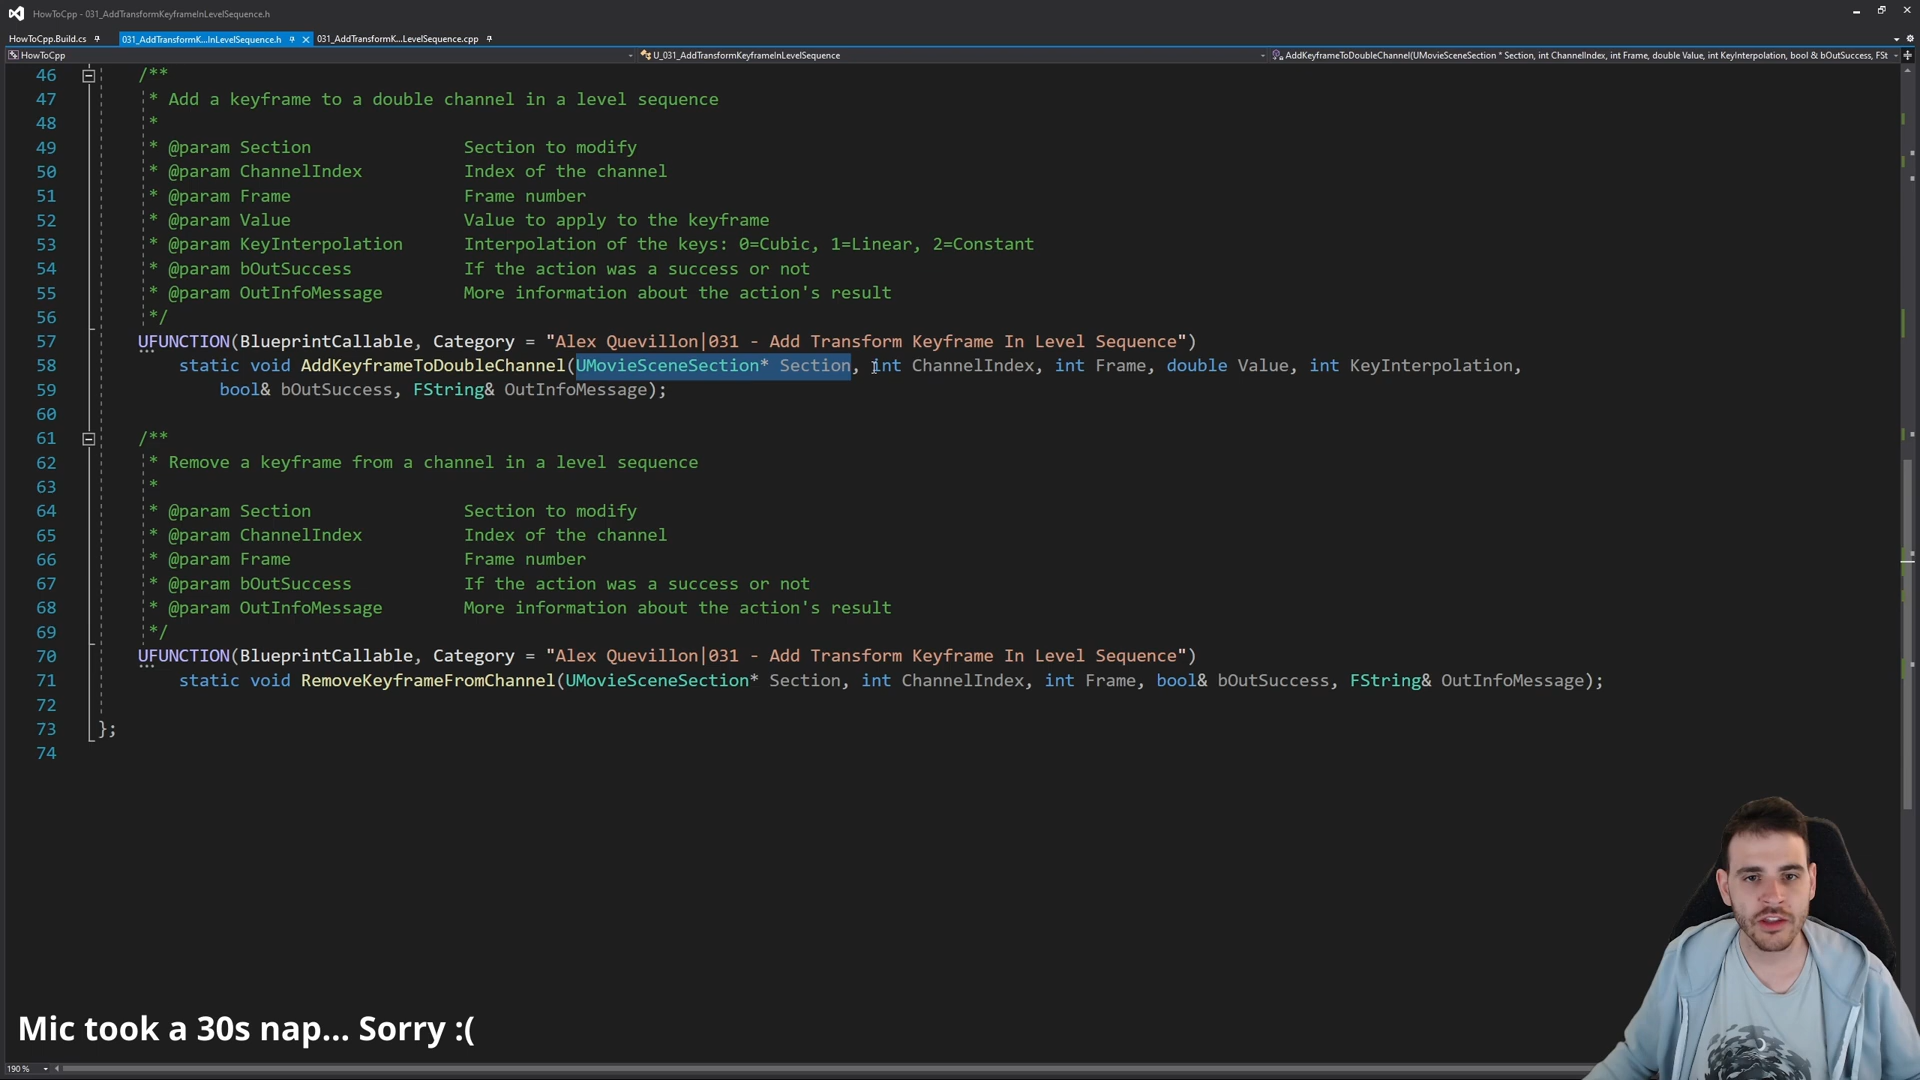 HowToCpp - 031_AddTransformKeyframeInLevelSequence.h
HowToCpp.Build.cs
031_AddTransformK...InLevelSequence.h
031_AddTransformK...LevelSequence.cpp
HowToCpp
U_031_AddTransformKeyframeInLevelSequence
AddKeyframeToDoubleChannel(UMovieSceneSection * Section, int ChannelIndex, int Frame, double Value, int KeyInterpolation, bool & bOutSuccess, FSt
46 /**
47 * Add a keyframe to a double channel in a level sequence
48 *
49 * @param Section Section to modify
50 * @param ChannelIndex Index of the channel
51 * @param Frame Frame number
52 * @param Value Value to apply to the keyframe
53 * @param KeyInterpolation Interpolation of the keys: 0=Cubic, 1=Linear, 2=Constant
54 * @param bOutSuccess If the action was a success or not
55 * @param OutInfoMessage More information about the action's result
56 */
57 UFUNCTION(BlueprintCallable, Category = "Alex Quevillon|031 - Add Transform Keyframe In Level Sequence")
58 static void AddKeyframeToDoubleChannel(UMovieSceneSection* Section, int ChannelIndex, int Frame, double Value, int KeyInterpolation,
59 bool& bOutSuccess, FString& OutInfoMessage);
60
61 /**
62 * Remove a keyframe from a channel in a level sequence
63 *
64 * @param Section Section to modify
65 * @param ChannelIndex Index of the channel
66 * @param Frame Frame number
67 * @param bOutSuccess If the action was a success or not
68 * @param OutInfoMessage More information about the action's result
69 */
70 UFUNCTION(BlueprintCallable, Category = "Alex Quevillon|031 - Add Transform Keyframe In Level Sequence")
71 static void RemoveKeyframeFromChannel(UMovieSceneSection* Section, int ChannelIndex, int Frame, bool& bOutSuccess, FString& OutInfoMessage);
72
73 };
74
Mic took a 30s nap... Sorry :(
190 %